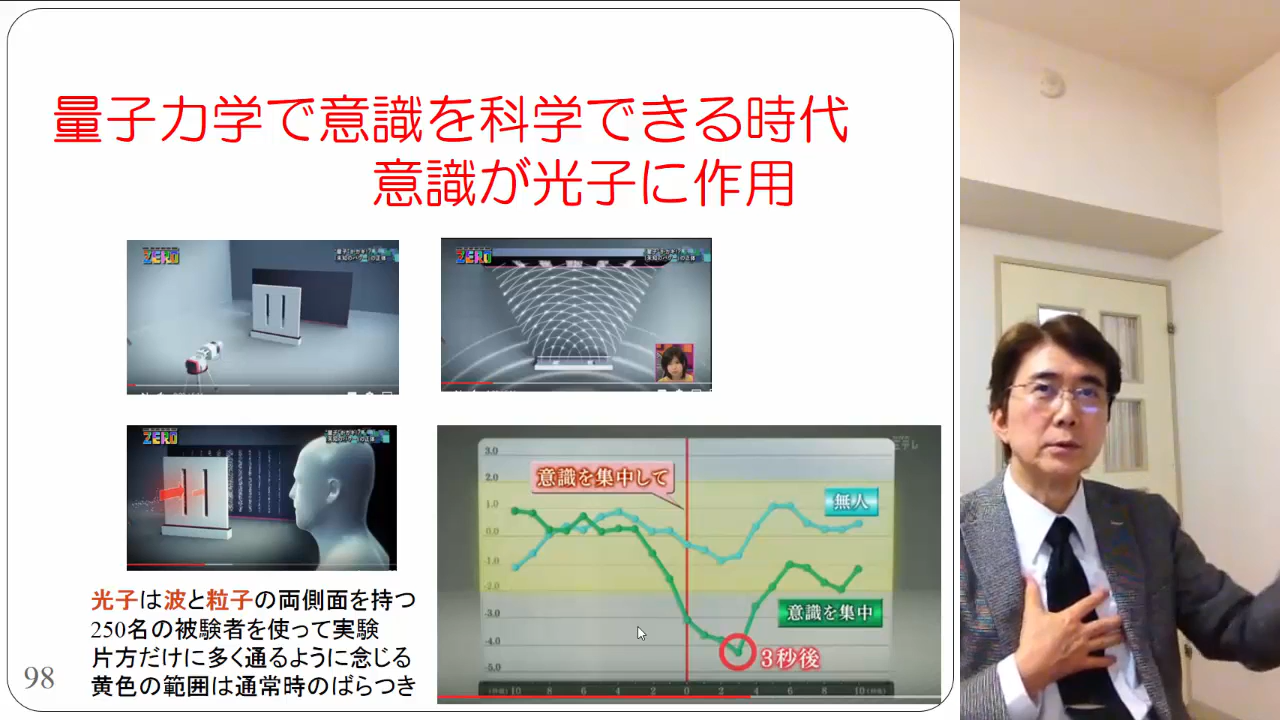 量子力学で意識を科学できる時代
意識が光子に作用
ZERO
ZERO
ZERO
3.0
2.0
1.0
0.0
-1.0
-2.0
-3.0
-4.0
-5.0
意識を集中して
無人
意識を集中
3秒後
10 8 6 4 2 0 2 4 6 8 10
光子は波と粒子の両側面を持つ
250名の被験者を使って実験
片方だけに多く通るように念じる
黄色の範囲は通常時のばらつき
98